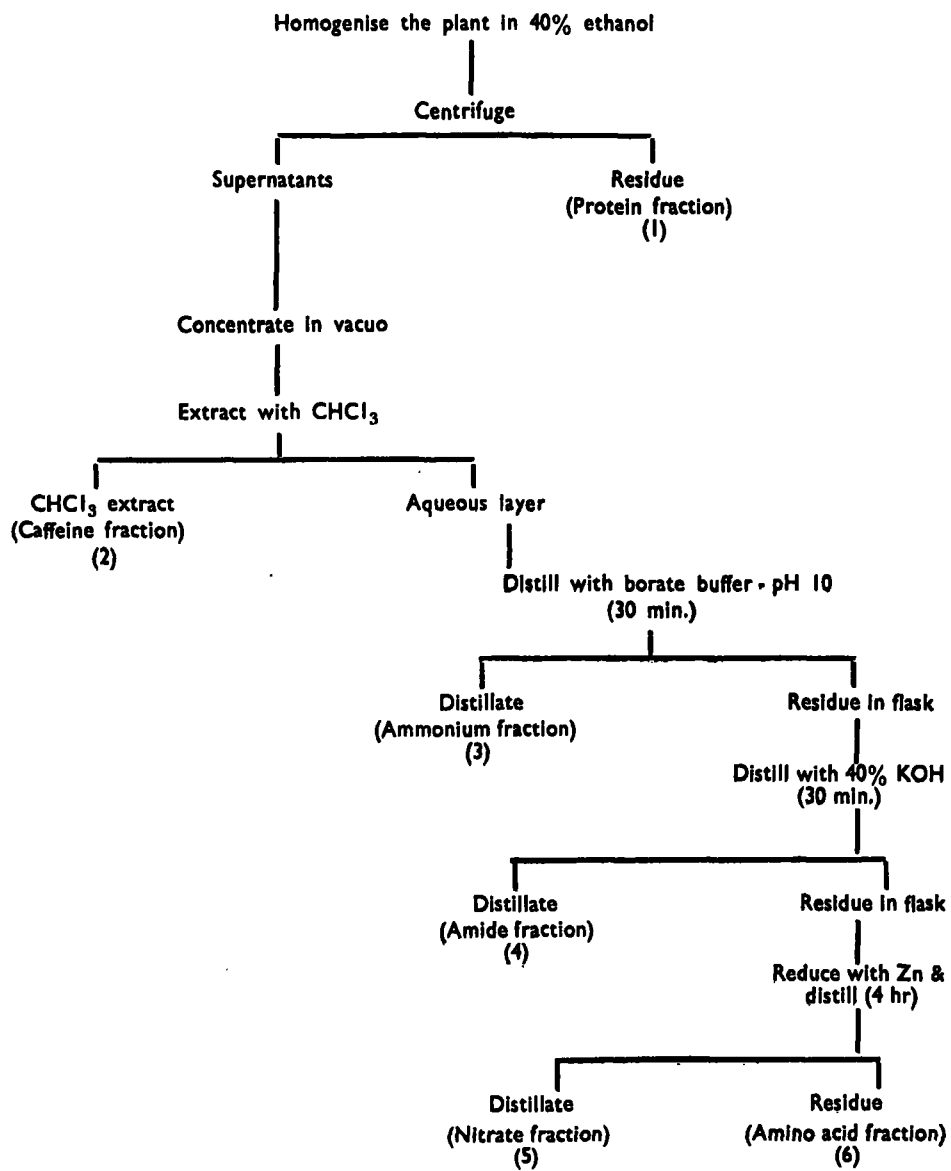 Homogenise the plant in 40% ethanol
Centrifuge
Supernatants
Residue
(Protein fraction)
(1)
Concentrate in vacuo
Extract with CHCl₃
CHCl₃ extract
(Caffeine fraction)
(2)
Aqueous layer
Distill with borate buffer - pH 10
(30 min.)
Distillate
(Ammonium fraction)
(3)
Residue in flask
Distill with 40% KOH
(30 min.)
Distillate
(Amide fraction)
(4)
Residue in flask
Reduce with Zn &
distill (4 hr)
Distillate
(Nitrate fraction)
(5)
Residue
(Amino acid fraction)
(6)